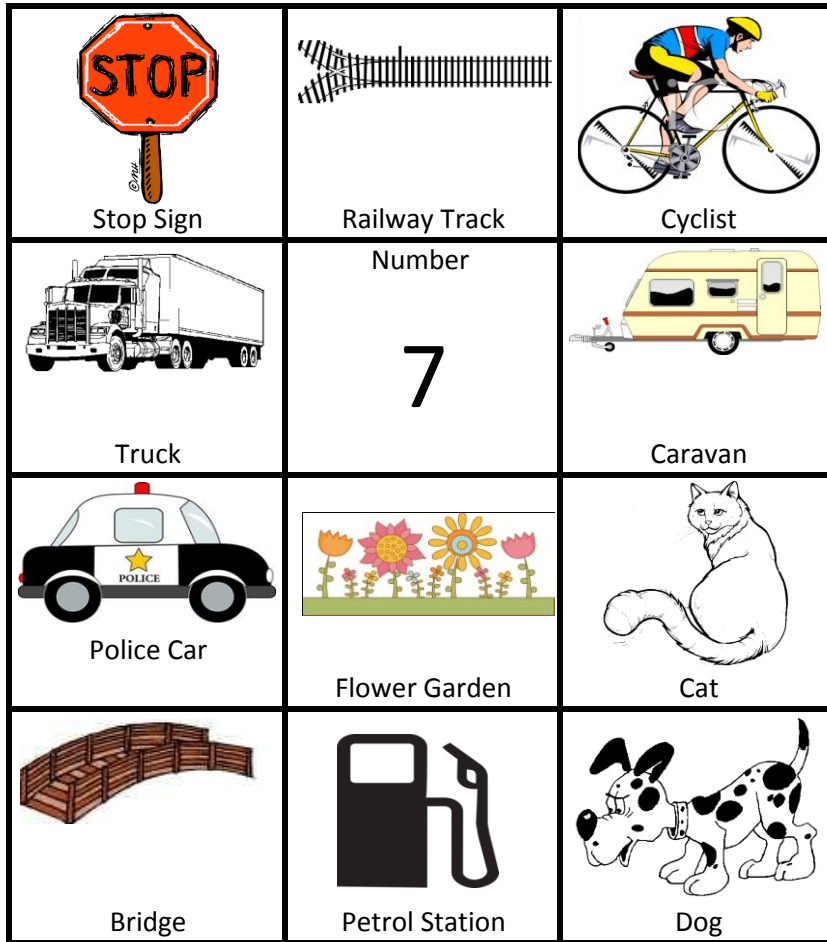 STOP
Stop Sign
Railway Track
Cyclist
Truck
Number
7
Caravan
POLICE
Police Car
Flower Garden
Cat
Bridge
Petrol Station
Dog